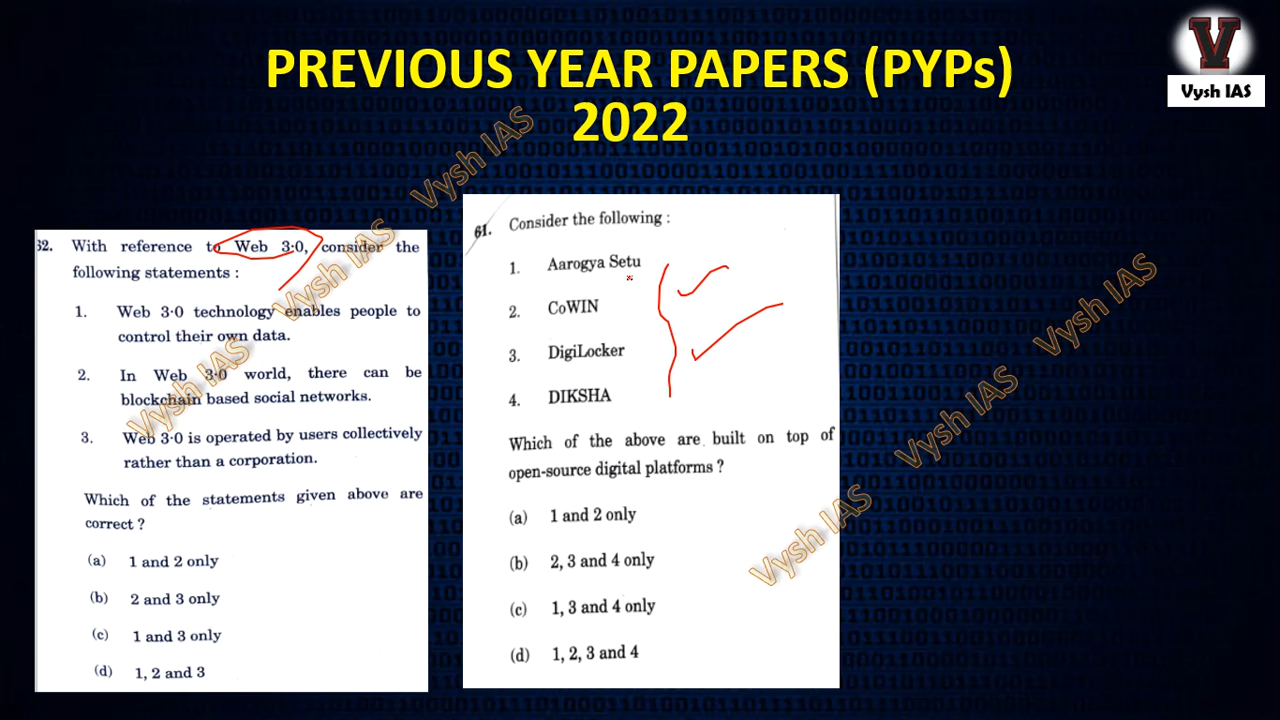 PREVIOUS YEAR PAPERS (PYPs)
2022
V
Vysh IAS
62. With reference to Web 3·0, consider the
following statements :
1. Web 3·0 technology enables people to
control their own data.
2. In Web 3·0 world, there can be
blockchain based social networks.
3. Web 3·0 is operated by users collectively
rather than a corporation.
Which of the statements given above are
correct ?
(a) 1 and 2 only
(b) 2 and 3 only
(c) 1 and 3 only
(d) 1, 2 and 3
61. Consider the following :
1. Aarogya Setu
2. CoWIN
3. DigiLocker
4. DIKSHA
Which of the above are built on top of
open-source digital platforms ?
(a) 1 and 2 only
(b) 2, 3 and 4 only
(c) 1, 3 and 4 only
(d) 1, 2, 3 and 4
Vysh IAS
Vysh IAS
Vysh IAS
Vysh IAS
Vysh IAS
Vysh IAS